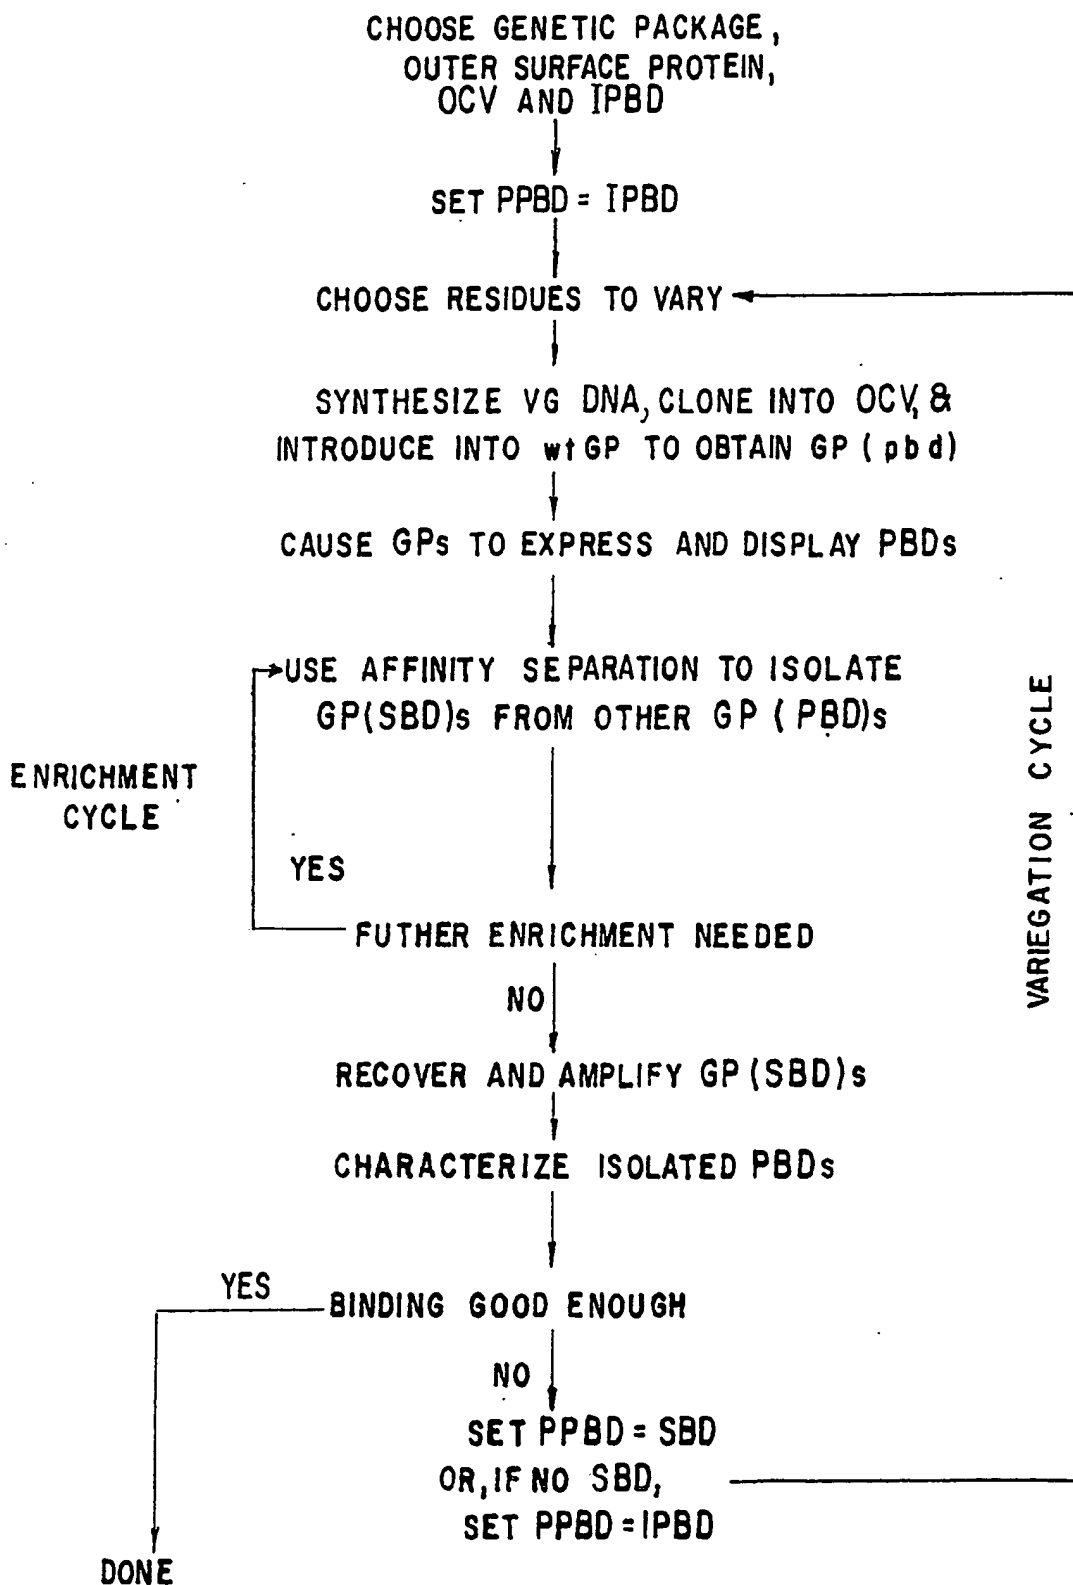 CHOOSE GENETIC PACKAGE,
OUTER SURFACE PROTEIN,
OCV AND IPBD
SET PPBD = IPBD
CHOOSE RESIDUES TO VARY
SYNTHESIZE VG DNA, CLONE INTO OCV, &
INTRODUCE INTO wtGP TO OBTAIN GP (pbd)
CAUSE GPs TO EXPRESS AND DISPLAY PBDs
USE AFFINITY SEPARATION TO ISOLATE
GP(SBD)s FROM OTHER GP (PBD)s
ENRICHMENT
CYCLE
YES
VARIEGATION CYCLE
FUTHER ENRICHMENT NEEDED
NO
RECOVER AND AMPLIFY GP (SBD)s
CHARACTERIZE ISOLATED PBDs
YES
BINDING GOOD ENOUGH
NO
SET PPBD = SBD
OR, IF NO SBD,
SET PPBD = IPBD
DONE